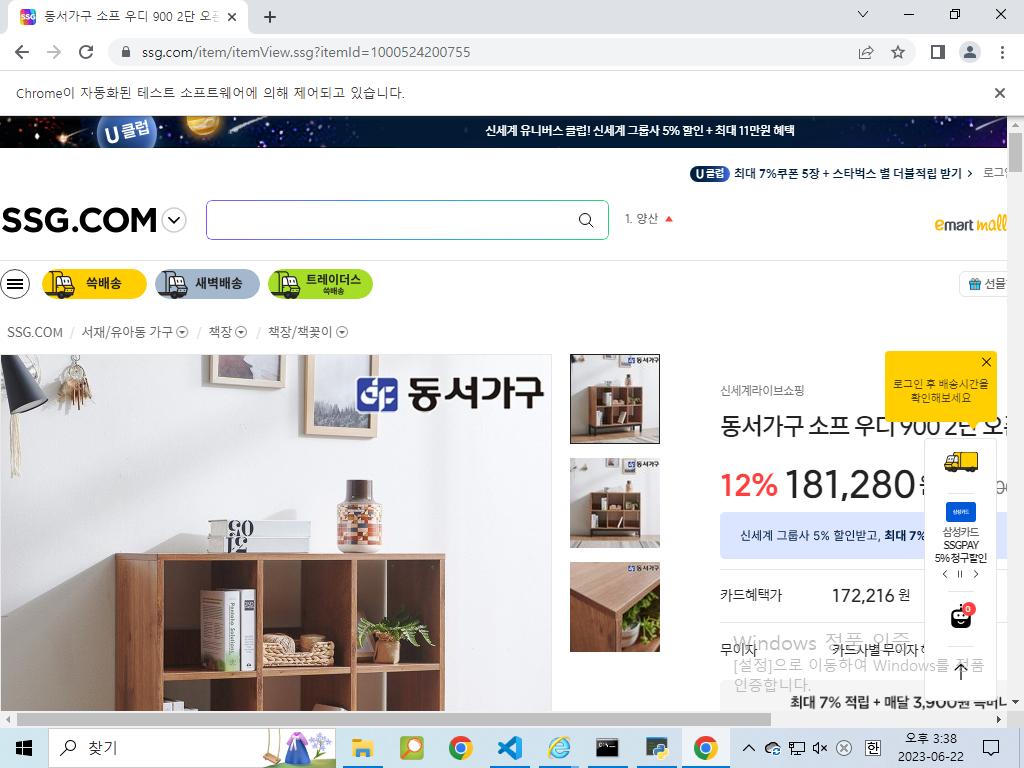 동서가구 소프 우디 900 2단 오픈
ssg.com/item/itemView.ssg?itemId=1000524200755
Chrome이 자동화된 테스트 소프트웨어에 의해 제어되고 있습니다.
U 클럽
신세계 유니버스 클럽! 신세계 그룹사 5% 할인 + 최대 11만원 혜택
U 클럽 최대 7%쿠폰 5장 + 스타벅스 별 더블적립 받기 > 로그인
SSG.COM
1. 양산
emart mall
쓱배송
새벽배송
트레이더스
쓱배송
선물
SSG.COM / 서재/유아동 가구 / 책장 / 책장/책꽂이
동서가구
신세계라이브쇼핑
동서가구 소프 우디 900 2단 오픈
12% 181,280원
신세계 그룹사 5% 할인받고, 최대 7%
카드혜택가 172,216 원
무이자 카드사별 무이자
최대 7% 적립 + 매달 3,900원
로그인 후 배송시간을
확인해보세요
삼성카드
삼성카드
SSGPAY
5% 청구할인
0
Windows 정품 인증
[설정]으로 이동하여 Windows를 정품
인증합니다.
찾기
한
오후 3:38
2023-06-22